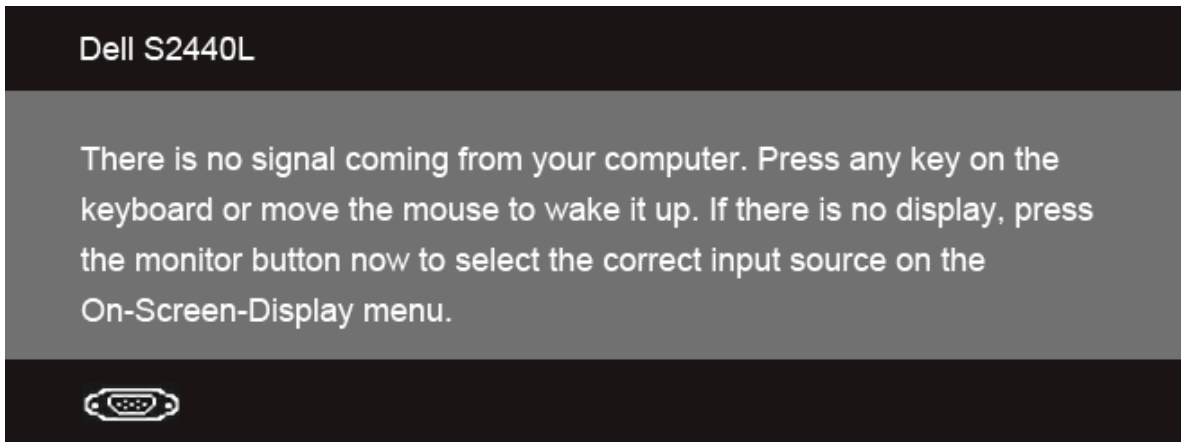 Dell S2440L
There is no signal coming from your computer. Press any key on the
keyboard or move the mouse to wake it up. If there is no display, press
the monitor button now to select the correct input source on the
On-Screen-Display menu.